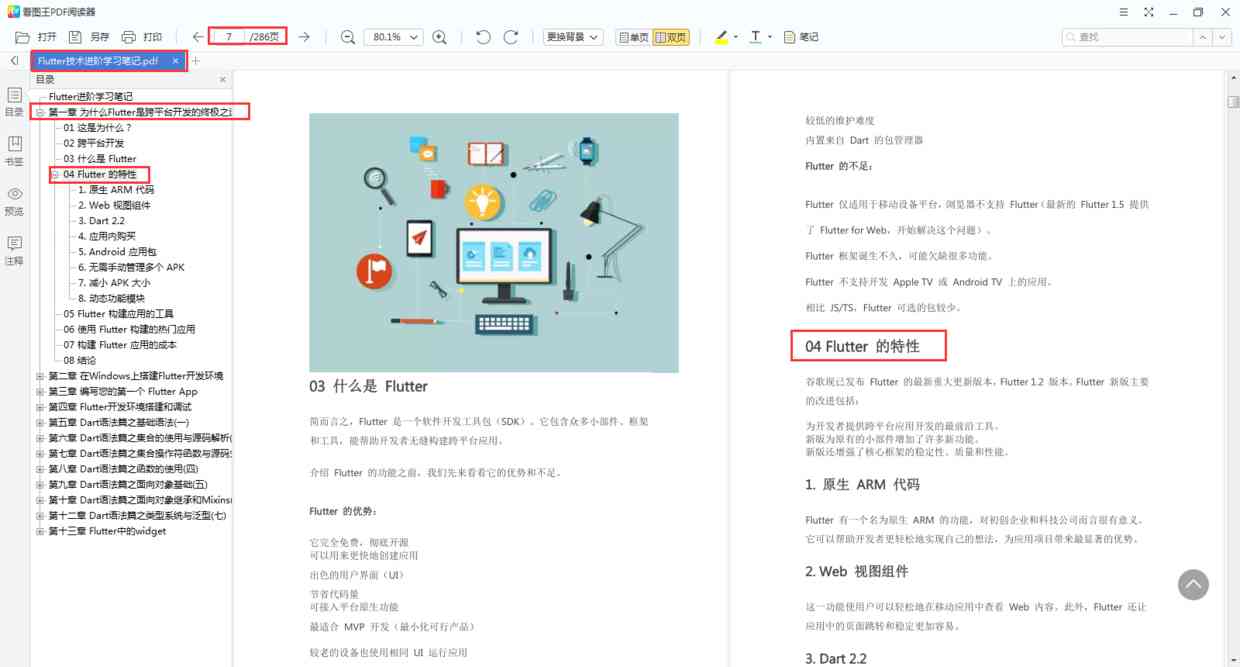 看图王PDF阅读器
打开 另存 打印 7 /286页 80.1% 更换背景 单页 双页 T 笔记 查找
Flutter技术进阶学习笔记.pdf
目录
书签
预览
注释
目录
Flutter进阶学习笔记
第一章 为什么Flutter是跨平台开发的终极之
01 这是为什么？
02 跨平台开发
03 什么是 Flutter
04 Flutter 的特性
1. 原生 ARM 代码
2. Web 视图组件
3. Dart 2.2
4. 应用内购买
5. Android 应用包
6. 无需手动管理多个 APK
7. 减小 APK 大小
8. 动态功能模块
05 Flutter 构建应用的工具
06 使用 Flutter 构建的热门应用
07 构建 Flutter 应用的成本
08 结论
第二章 在Windows上搭建Flutter开发环境
第三章 编写您的第一个 Flutter App
第四章 Flutter开发环境搭建和调试
第五章 Dart语法篇之基础语法(一)
第六章 Dart语法篇之集合的使用与源码解析(
第七章 Dart语法篇之集合操作符函数与源码
第八章 Dart语法篇之函数的使用(四)
第九章 Dart语法篇之面向对象基础(五)
第十章 Dart语法篇之面向对象继承和Mixins
第十二章 Dart语法篇之类型系统与泛型(七)
第十三章 Flutter中的widget
03 什么是 Flutter
简而言之，Flutter 是一个软件开发工具包（SDK）。它包含众多小部件、框架
和工具，能帮助开发者无缝构建跨平台应用。
介绍 Flutter 的功能之前，我们先来看看它的优势和不足。
Flutter 的优势：
它完全免费，彻底开源
可以用来更快地创建应用
出色的用户界面（UI）
节省代码量
可接入平台原生功能
最适合 MVP 开发（最小化可行产品）
较老的设备也使用相同 UI 运行应用
较低的维护难度
内置来自 Dart 的包管理器
Flutter 的不足：
Flutter 仅适用于移动设备平台，浏览器不支持 Flutter（最新的 Flutter 1.5 提供
了 Flutter for Web，开始解决这个问题）。
Flutter 框架诞生不久，可能欠缺很多功能。
Flutter 不支持开发 Apple TV 或 Android TV 上的应用。
相比 JS/TS，Flutter 可选的包较少。
04 Flutter 的特性
谷歌现已发布 Flutter 的最新重大更新版本，Flutter 1.2 版本。Flutter 新版主要
的改进包括：
为开发者提供跨平台应用开发的最前沿工具。
新版为原有的小部件增加了许多新功能。
新版还增强了核心框架的稳定性、质量和性能。
1. 原生 ARM 代码
Flutter 有一个名为原生 ARM 的功能，对初创企业和科技公司而言很有意义。
它可以帮助开发者更轻松地实现自己的想法，为应用项目带来最显著的优势。
2. Web 视图组件
这一功能使用户可以轻松地在移动应用中查看 Web 内容。此外，Flutter 还让
应用中的页面跳转和稳定更加容易。
3. Dart 2.2